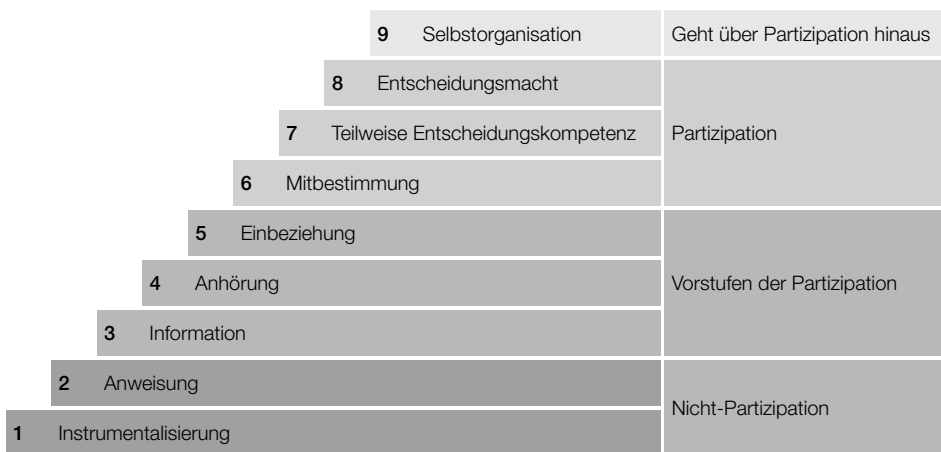 9 Selbstorganisation Geht über Partizipation hinaus
8 Entscheidungsmacht
7 Teilweise Entscheidungskompetenz Partizipation
6 Mitbestimmung
5 Einbeziehung
4 Anhörung Vorstufen der Partizipation
3 Information
2 Anweisung
Nicht-Partizipation
1 Instrumentalisierung